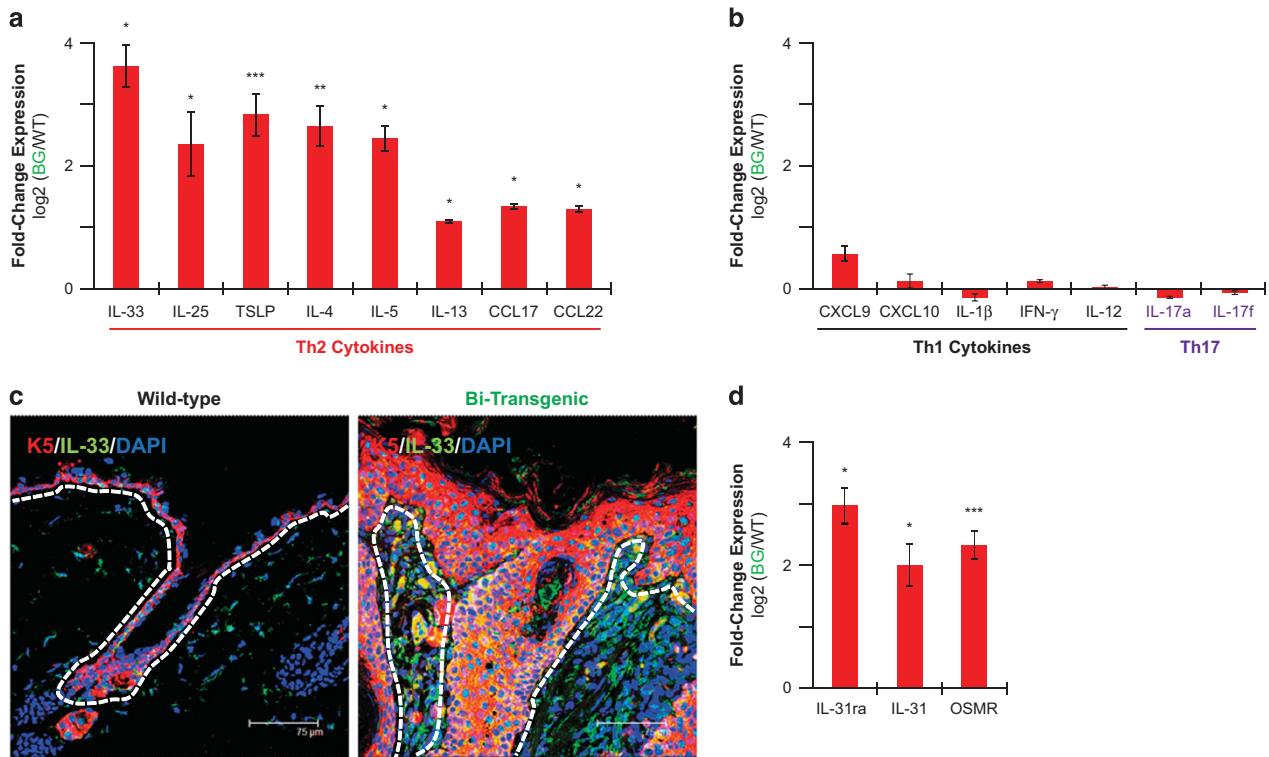 a
Fold-Change Expression
log2 (BG/WT)
4
2
0
*
*
***
**
*
*
*
*
IL-33 IL-25 TSLP IL-4 IL-5 IL-13 CCL17 CCL22
Th2 Cytokines
b
Fold-Change Expression
log2 (BG/WT)
4
2
0
CXCL9 CXCL10 IL-1β IFN-γ IL-12 IL-17a IL-17f
Th1 Cytokines Th17
c
Wild-type Bi-Transgenic
K5/IL-33/DAPI K5/IL-33/DAPI
75 µm 75 µm
d
Fold-Change Expression
log2 (BG/WT)
4
2
0
*
*
***
IL-31ra IL-31 OSMR